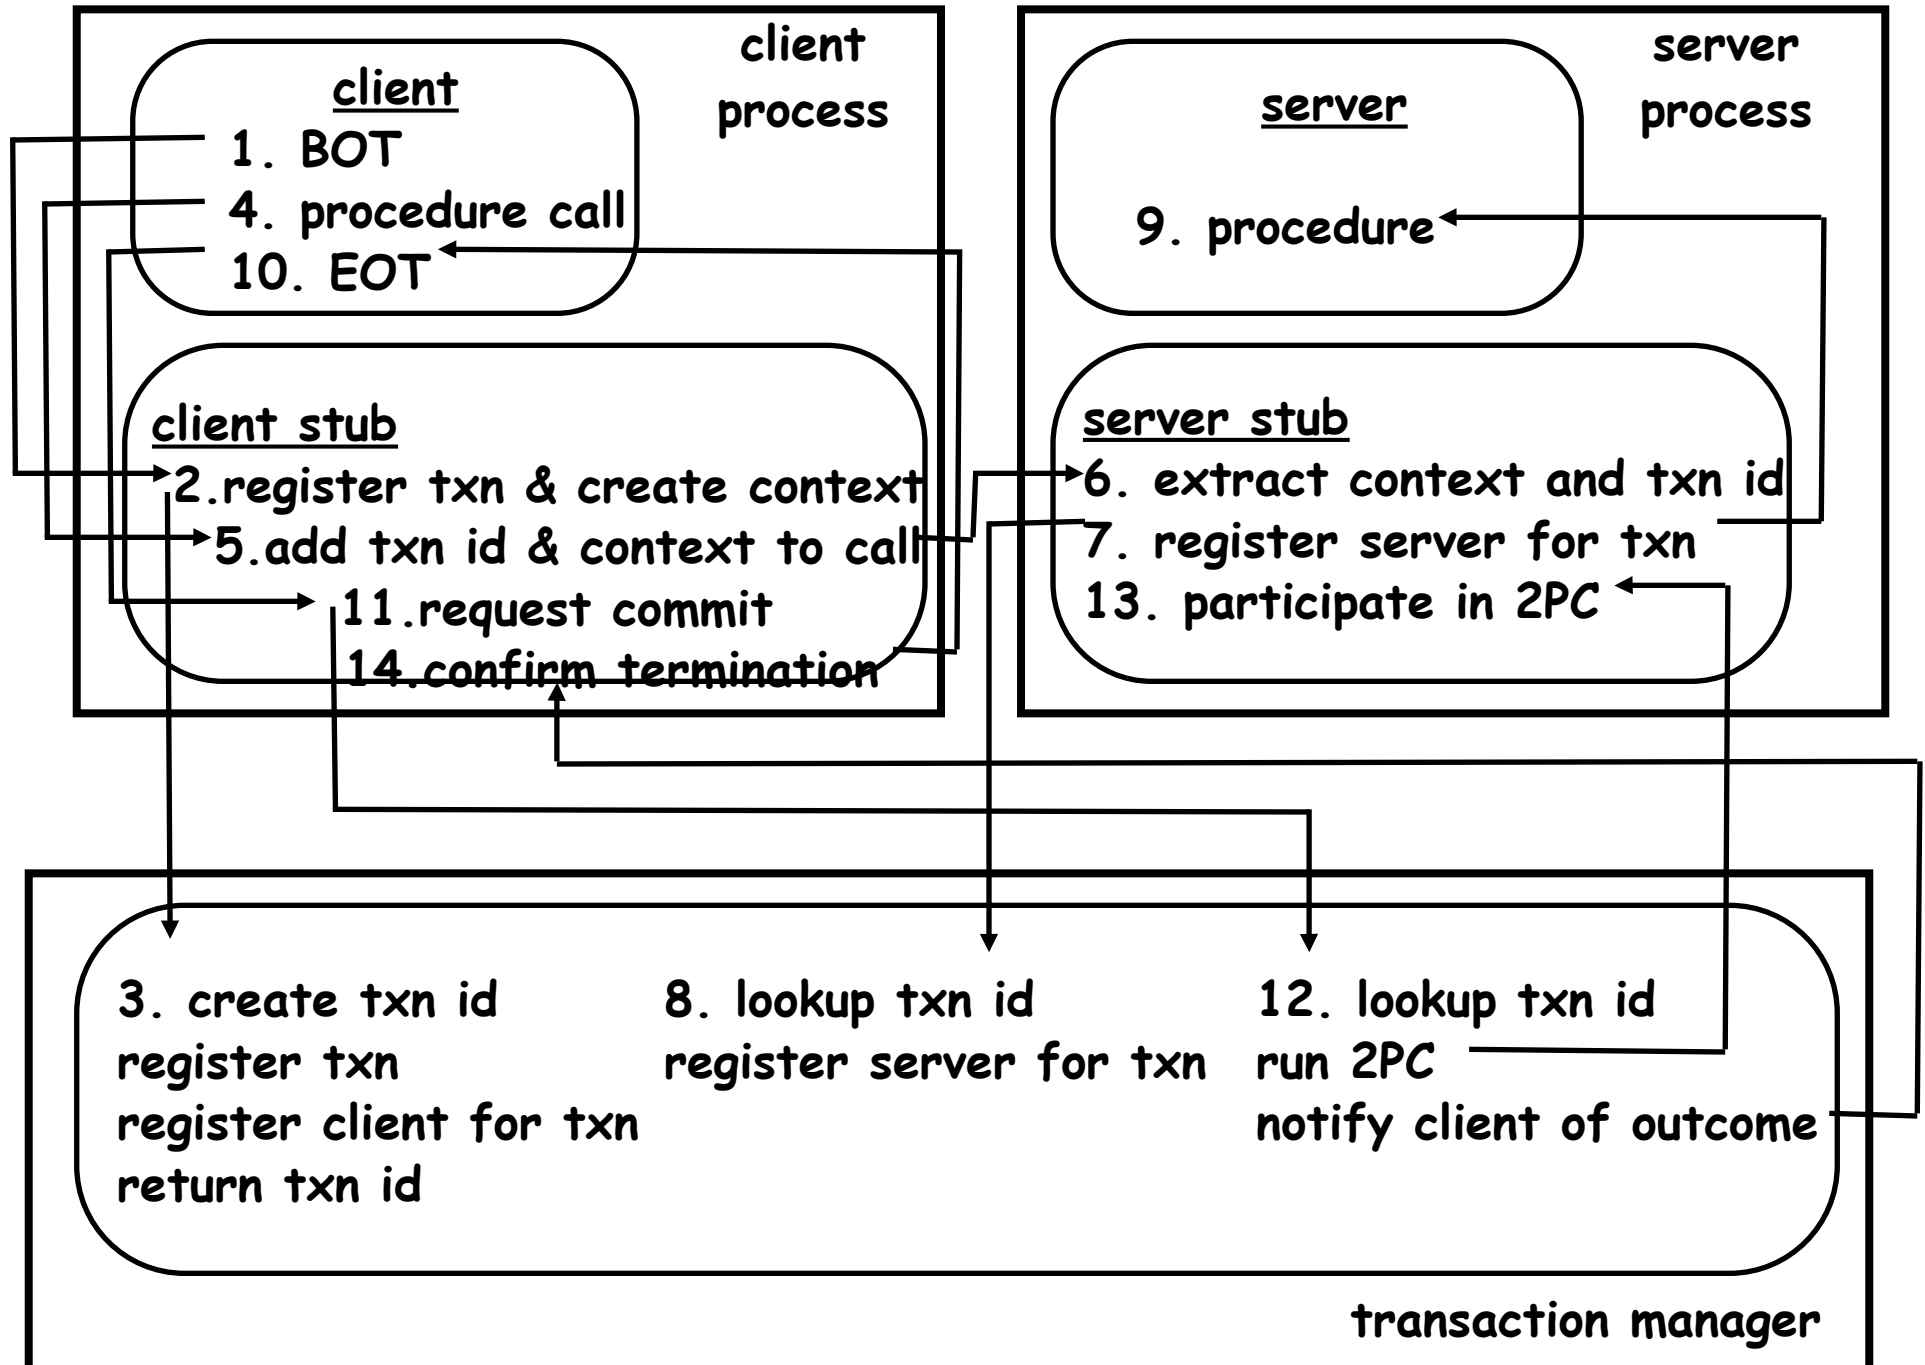 client
process
client
1. BOT
4. procedure call
10. EOT
client stub
2.register txn & create context
5.add txn id & context to call
11.request commit
14.confirm termination
server
process
server
9. procedure
server stub
6. extract context and txn id
7. register server for txn
13. participate in 2PC
3. create txn id
register txn
register client for txn
return txn id
8. lookup txn id
register server for txn
12. lookup txn id
run 2PC
notify client of outcome
transaction manager